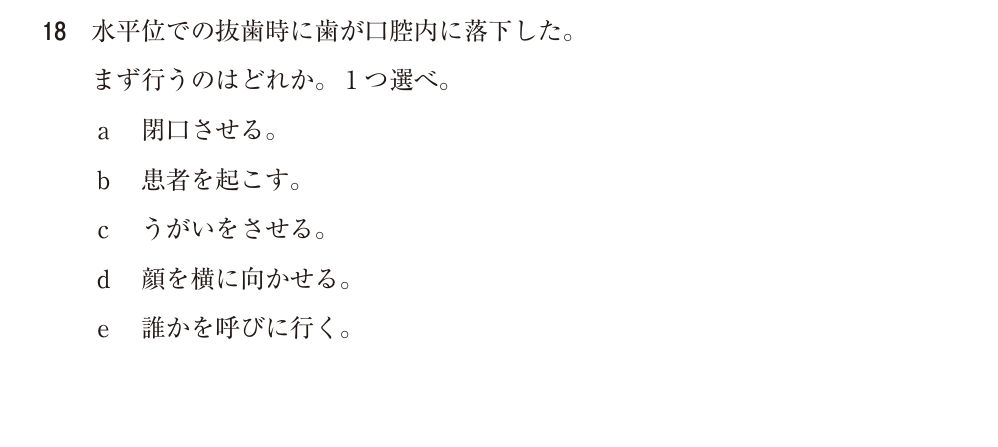 18 水平位での抜歯時に歯が口腔内に落下した。
まず行うのはどれか。1つ選べ。
a 閉口させる。
b 患者を起こす。
c うがいをさせる。
d 顔を横に向かせる。
e 誰かを呼びに行く。